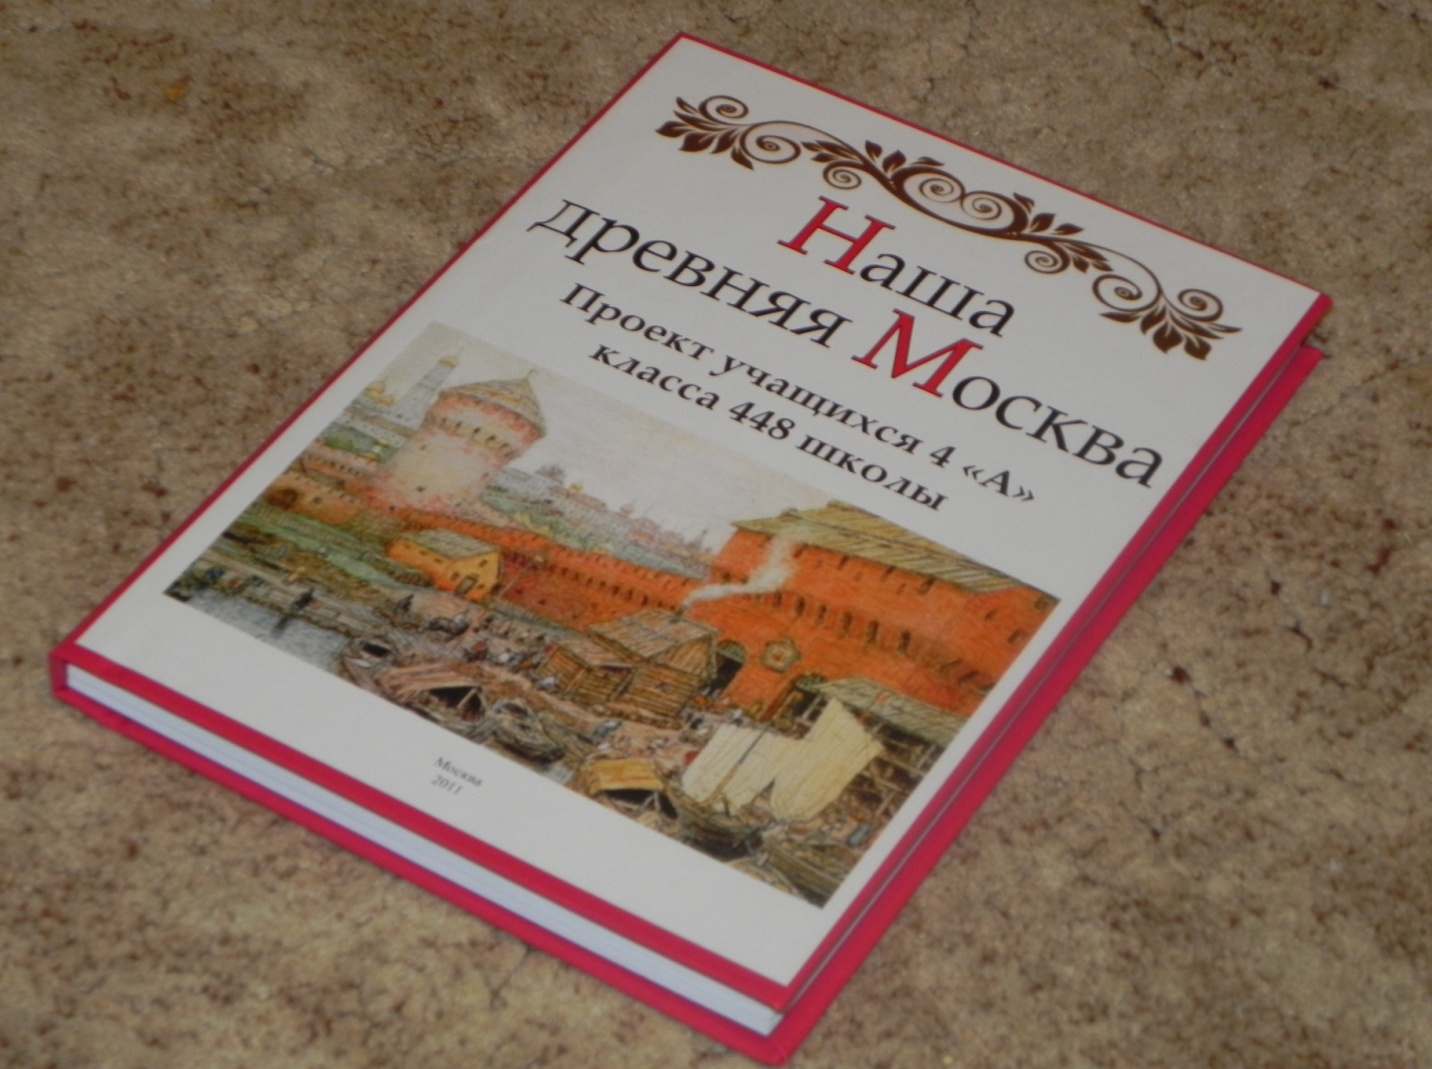 Наша
древняя Москва
Проект учащихся 4 «А»
класса 448 школы
Москва
2011